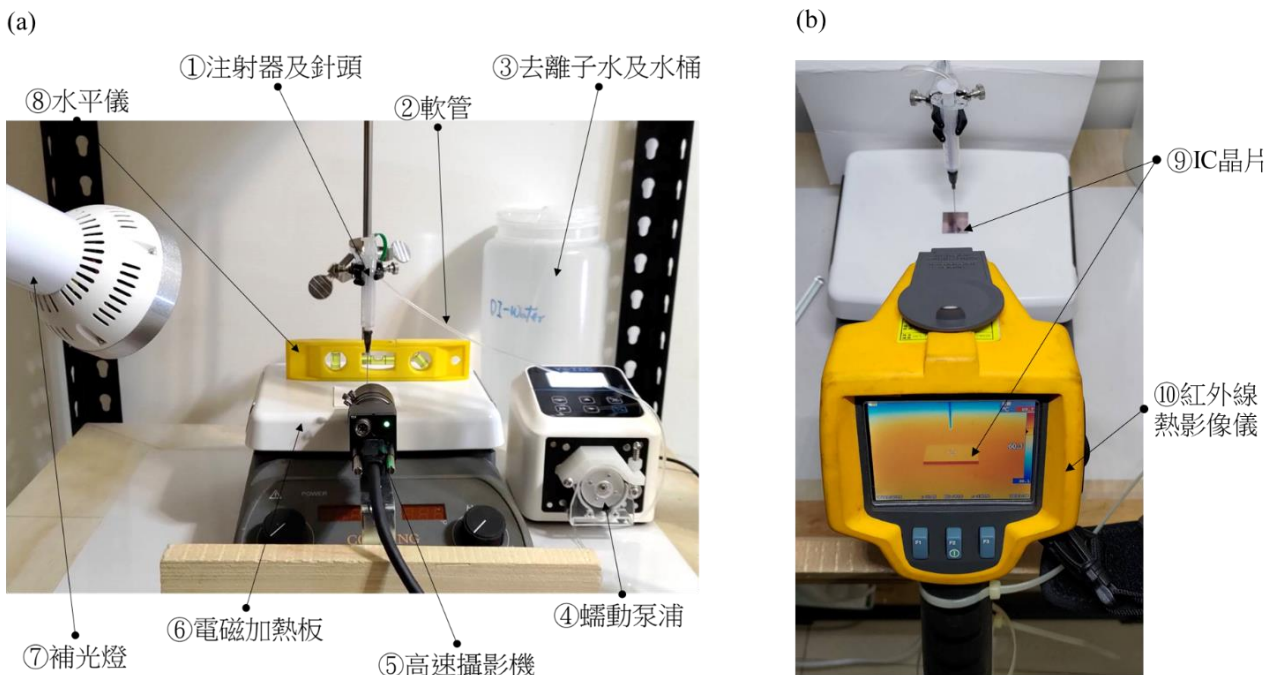 (a)
(b)
①注射器及針頭
③去離子水及水桶
⑧水平儀
②軟管
⑨IC晶片
DI-Water
POWER
⑩紅外線
熱影像儀
F1
F2
F3
⑥電磁加熱板
④蠕動泵浦
⑦補光燈
⑤高速攝影機